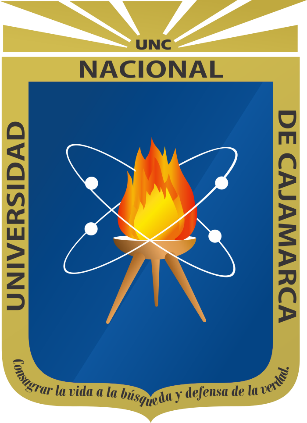 UNC
NACIONAL
UNIVERSIDAD
DE CAJAMARCA
Consagrar la vida a la búsqueda y defensa de la verdad.